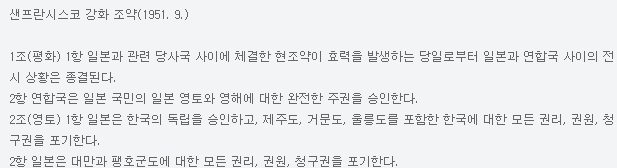 샌프란시스코 강화 조약(1951. 9.)
1조(평화) 1항 일본과 관련 당사국 사이에 체결한 현조약이 효력을 발생하는 당일로부터 일본과 연합국 사이의 전
시 상황은 종결된다.
2항 연합국은 일본 국민의 일본 영토와 영해에 대한 완전한 주권을 승인한다.
2조(영토) 1항 일본은 한국의 독립을 승인하고, 제주도, 거문도, 울릉도를 포함한 한국에 대한 모든 권리, 권원, 청
구권을 포기한다.
2항 일본은 대만과 팽호군도에 대한 모든 권리, 권원, 청구권을 포기한다.